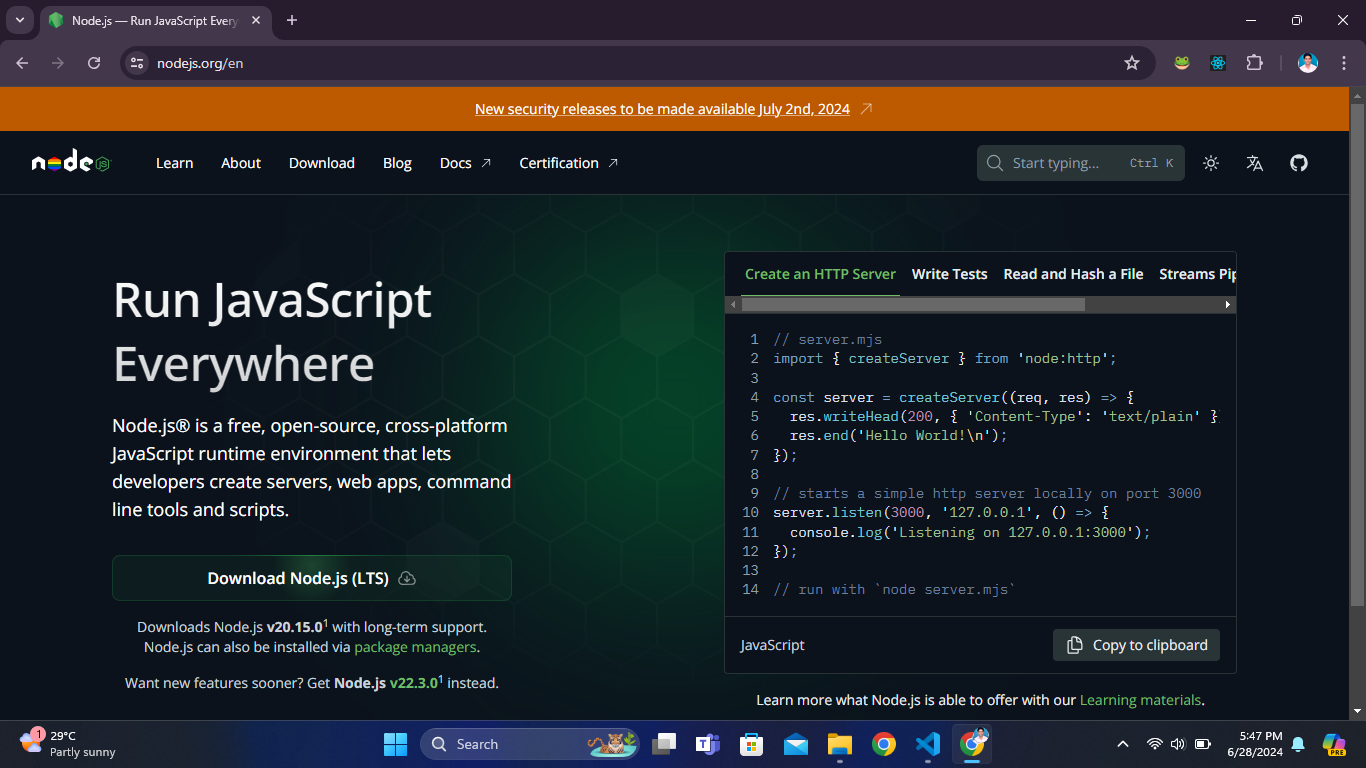 Node.js — Run JavaScript Every
nodejs.org/en
New security releases to be made available July 2nd, 2024
node JS
Learn About Download Blog Docs Certification
Start typing... Ctrl K
Run JavaScript
Everywhere
Node.js® is a free, open-source, cross-platform
JavaScript runtime environment that lets
developers create servers, web apps, command
line tools and scripts.
Download Node.js (LTS)
Downloads Node.js v20.15.0¹ with long-term support.
Node.js can also be installed via package managers.
Want new features sooner? Get Node.js v22.3.0¹ instead.
Create an HTTP Server Write Tests Read and Hash a File Streams Pip
1 // server.mjs
2 import { createServer } from 'node:http';
3
4 const server = createServer((req, res) => {
5 res.writeHead(200, { 'Content-Type': 'text/plain' }
6 res.end('Hello World!\n');
7 });
8
9 // starts a simple http server locally on port 3000
10 server.listen(3000, '127.0.0.1', () => {
11 console.log('Listening on 127.0.0.1:3000');
12 });
13
14 // run with `node server.mjs`
JavaScript Copy to clipboard
Learn more what Node.js is able to offer with our Learning materials.
1
29°C
Partly sunny
Search
5:47 PM
6/28/2024
PRE